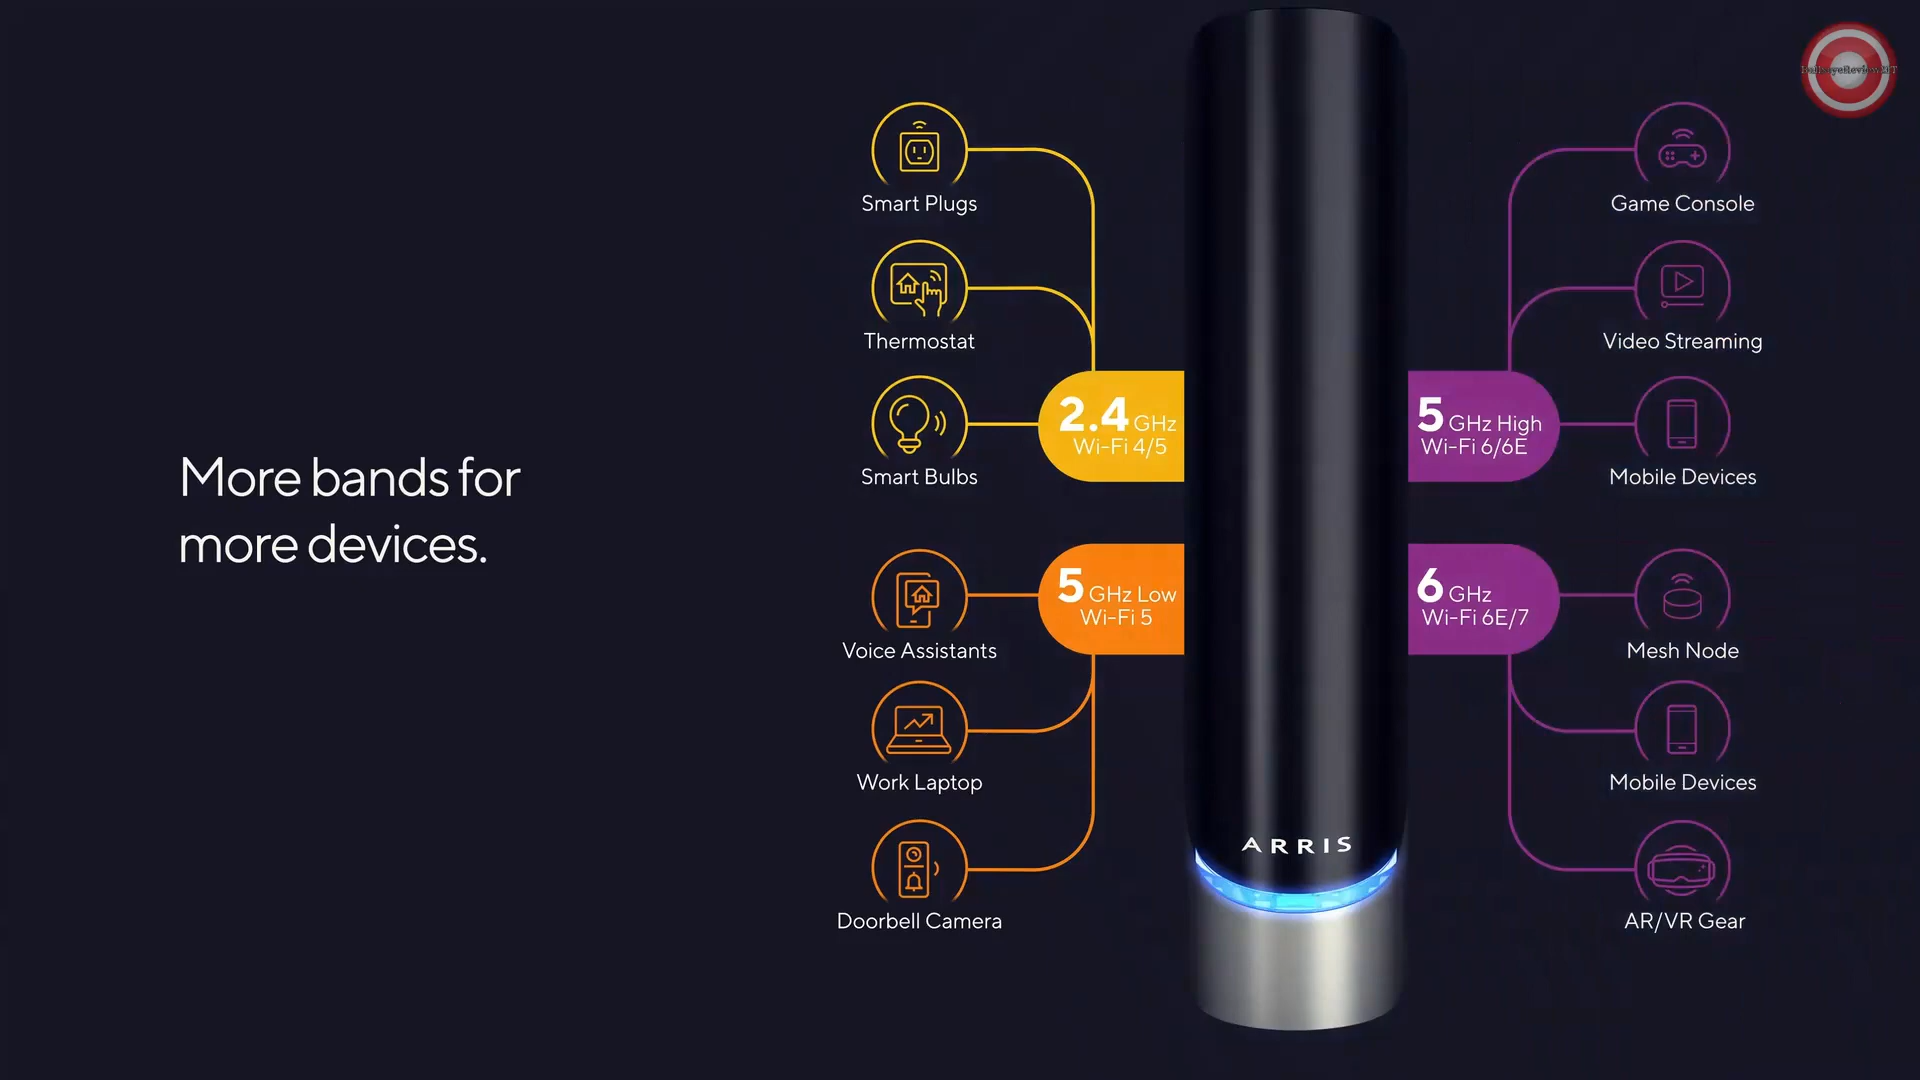 More bands for
more devices.
Smart Plugs
Thermostat
Smart Bulbs
2.4 GHz
Wi-Fi 4/5
Voice Assistants
Work Laptop
Doorbell Camera
5 GHz Low
Wi-Fi 5
ARRIS
5 GHz High
Wi-Fi 6/6E
Game Console
Video Streaming
Mobile Devices
6 GHz
Wi-Fi 6E/7
Mesh Node
Mobile Devices
AR/VR Gear